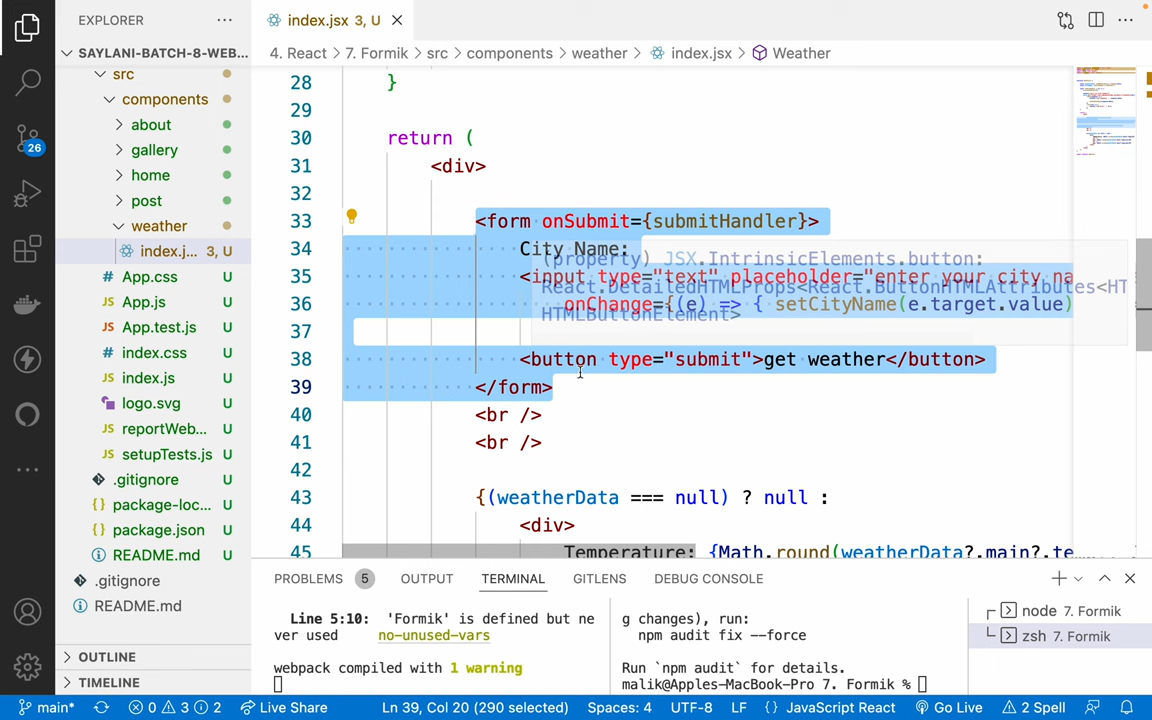 EXPLORER
index.jsx 3, U
SAYLANI-BATCH-8-WEB...
4. React > 7. Formik > src > components > weather > index.jsx > Weather
src
components
about
gallery
home
post
weather
index.j... 3, U
App.css U
App.js U
App.test.js U
index.css U
index.js U
logo.svg U
reportWeb... U
setupTests.js U
.gitignore U
package-loc... U
package.json U
README.md U
.gitignore
README.md
OUTLINE
TIMELINE
26
28 }
29
30 return (
31 <div>
32
33 <form onSubmit={submitHandler}>
34 City Name:
(property) JSX.IntrinsicElements.button:
35 <input type="text" placeholder="enter your city na
React.DetailedHTMLProps<React.ButtonHTMLAttributes<HT
36 onChange={(e) => { setCityName(e.target.value)
HTMLButtonElement>
37
38 <button type="submit">get weather</button>
39 </form>
40 <br />
41 <br />
42
43 {(weatherData === null) ? null :
44 <div>
45 Temperature: {Math.round(weatherData?.main?.te
PROBLEMS 5 OUTPUT TERMINAL GITLENS DEBUG CONSOLE
Line 5:10: 'Formik' is defined but ne
ver used no-unused-vars
webpack compiled with 1 warning
g changes), run:
npm audit fix --force
Run `npm audit` for details.
malik@Apples-MacBook-Pro 7. Formik %
node 7. Formik
zsh 7. Formik
main* 0 3 2 Live Share Ln 39, Col 20 (290 selected) Spaces: 4 UTF-8 LF {} JavaScript React Go Live 2 Spell